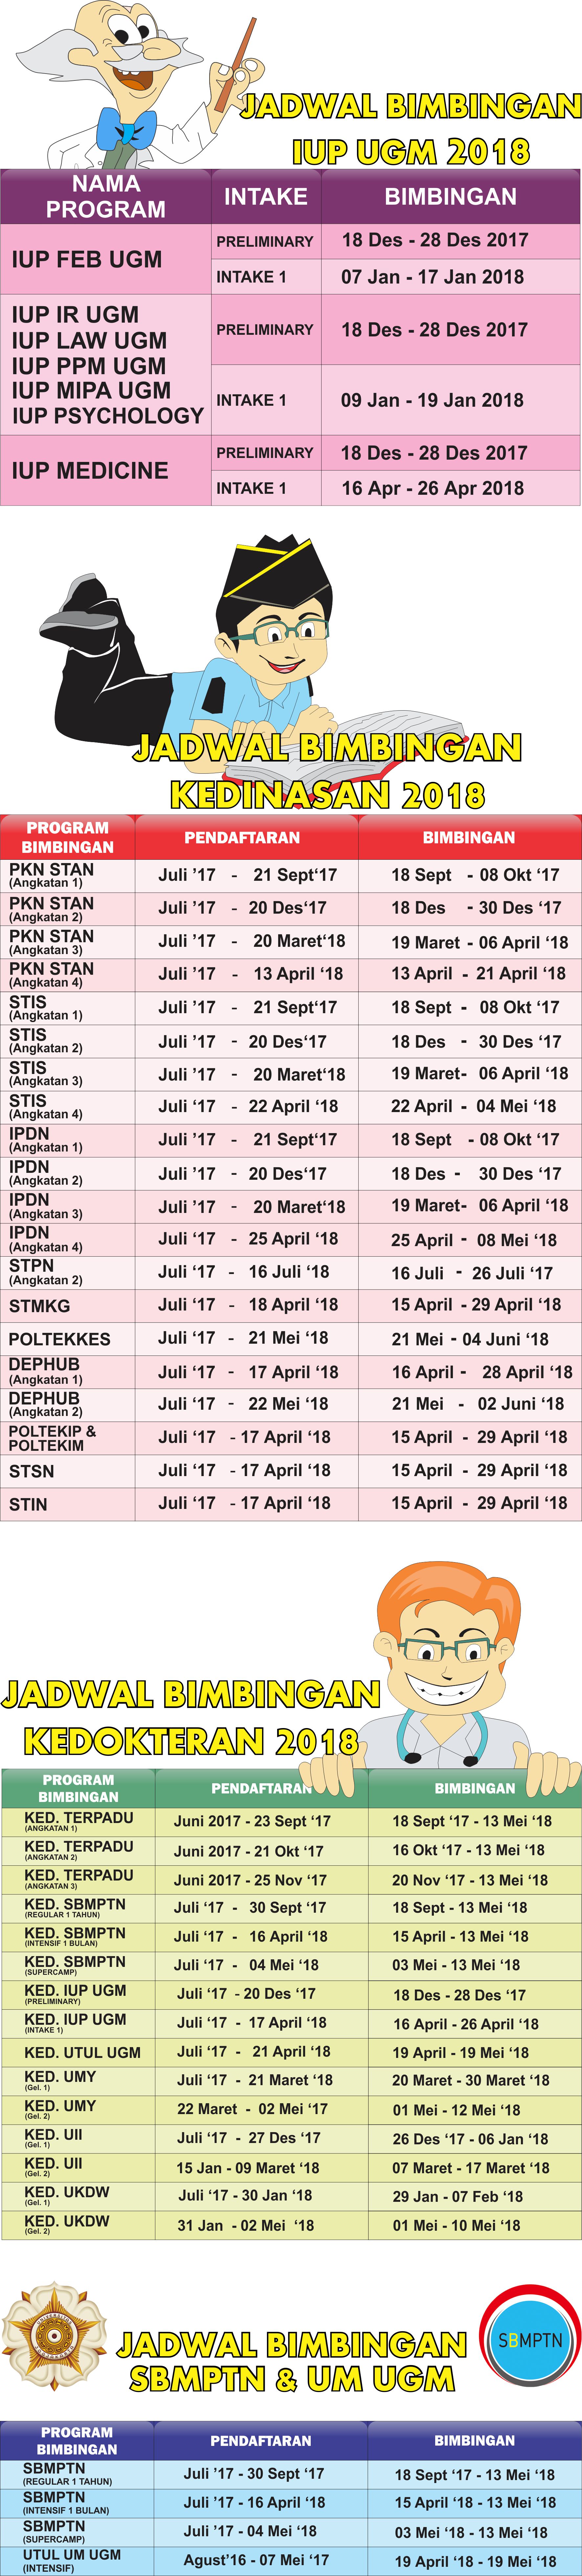 JADWAL BIMBINGAN
IUP UGM 2018
NAMA PROGRAM INTAKE BIMBINGAN
IUP FEB UGM PRELIMINARY 18 Des - 28 Des 2017
INTAKE 1 07 Jan - 17 Jan 2018
IUP IR UGM
IUP LAW UGM
IUP PPM UGM
IUP MIPA UGM
IUP PSYCHOLOGY
PRELIMINARY 18 Des - 28 Des 2017
INTAKE 1 09 Jan - 19 Jan 2018
IUP MEDICINE PRELIMINARY 18 Des - 28 Des 2017
INTAKE 1 16 Apr - 26 Apr 2018
JADWAL BIMBINGAN
KEDINASAN 2018
PROGRAM BIMBINGAN PENDAFTARAN BIMBINGAN
PKN STAN (Angkatan 1) Juli ’17 - 21 Sept‘17 18 Sept - 08 Okt ‘17
PKN STAN (Angkatan 2) Juli ’17 - 20 Des‘17 18 Des - 30 Des ‘17
PKN STAN (Angkatan 3) Juli ’17 - 20 Maret‘18 19 Maret - 06 April ‘18
PKN STAN (Angkatan 4) Juli ’17 - 13 April ‘18 13 April - 21 April ‘18
STIS (Angkatan 1) Juli ’17 - 21 Sept‘17 18 Sept - 08 Okt ‘17
STIS (Angkatan 2) Juli ’17 - 20 Des‘17 18 Des - 30 Des ‘17
STIS (Angkatan 3) Juli ’17 - 20 Maret‘18 19 Maret- 06 April ‘18
STIS (Angkatan 4) Juli ‘17 - 22 April ‘18 22 April - 04 Mei ‘18
IPDN (Angkatan 1) Juli ’17 - 21 Sept‘17 18 Sept - 08 Okt ‘17
IPDN (Angkatan 2) Juli ’17 - 20 Des‘17 18 Des - 30 Des ‘17
IPDN (Angkatan 3) Juli ’17 - 20 Maret‘18 19 Maret- 06 April ‘18
IPDN (Angkatan 4) Juli ‘17 - 25 April ‘18 25 April - 08 Mei ‘18
STPN (Angkatan 2) Juli ‘17 - 16 Juli ‘18 16 Juli - 26 Juli ‘17
STMKG Juli ‘17 - 18 April ‘18 15 April - 29 April ‘18
POLTEKKES Juli ‘17 - 21 Mei ‘18 21 Mei - 04 Juni ‘18
DEPHUB (Angkatan 1) Juli ‘17 - 17 April ‘18 16 April - 28 April ‘18
DEPHUB (Angkatan 2) Juli ‘17 - 22 Mei ‘18 21 Mei - 02 Juni ‘18
POLTEKIP & POLTEKIM Juli ‘17 - 17 April ‘18 15 April - 29 April ‘18
STSN Juli ‘17 - 17 April ‘18 15 April - 29 April ‘18
STIN Juli ‘17 - 17 April ‘18 15 April - 29 April ‘18
JADWAL BIMBINGAN
KEDOKTERAN 2018
PROGRAM BIMBINGAN PENDAFTARAN BIMBINGAN
KED. TERPADU (ANGKATAN 1) Juni 2017 - 23 Sept ‘17 18 Sept ‘17 - 13 Mei ‘18
KED. TERPADU (ANGKATAN 2) Juni 2017 - 21 Okt ‘17 16 Okt ‘17 - 13 Mei ‘18
KED. TERPADU (ANGKATAN 3) Juni 2017 - 25 Nov ‘17 20 Nov ‘17 - 13 Mei ‘18
KED. SBMPTN (REGULAR 1 TAHUN) Juli ‘17 - 30 Sept ‘17 18 Sept - 13 Mei ‘18
KED. SBMPTN (INTENSIF 1 BULAN) Juli ‘17 - 16 April ‘18 15 April - 13 Mei ‘18
KED. SBMPTN (SUPERCAMP) Juli ‘17 - 04 Mei ‘18 03 Mei - 13 Mei ‘18
KED. IUP UGM (PRELIMINARY) Juli ‘17 - 20 Des ‘17 18 Des - 28 Des ‘17
KED. IUP UGM (INTAKE 1) Juli ‘17 - 17 April ‘18 16 April - 26 April ‘18
KED. UTUL UGM Juli ‘17 - 21 April ‘18 19 April - 19 Mei ‘18
KED. UMY (Gel. 1) Juli ‘17 - 21 Maret ‘18 20 Maret - 30 Maret ‘18
KED. UMY (Gel. 2) 22 Maret - 02 Mei ‘17 01 Mei - 12 Mei ‘18
KED. UII (Gel. 1) Juli ‘17 - 27 Des ‘17 26 Des ‘17 - 06 Jan ‘18
KED. UII (Gel. 2) 15 Jan - 09 Maret ‘18 07 Maret - 17 Maret ‘18
KED. UKDW (Gel. 1) Juli ‘17 - 30 Jan ‘18 29 Jan - 07 Feb ‘18
KED. UKDW (Gel. 2) 31 Jan - 02 Mei ‘18 01 Mei - 10 Mei ‘18
JADWAL BIMBINGAN
SBMPTN & UM UGM
SBMPTN
PROGRAM BIMBINGAN PENDAFTARAN BIMBINGAN
SBMPTN (REGULAR 1 TAHUN) Juli ’17 - 30 Sept ‘17 18 Sept ‘17 - 13 Mei ‘18
SBMPTN (INTENSIF 1 BULAN) Juli ’17 - 16 April ‘18 15 April ‘18 - 13 Mei ‘18
SBMPTN (SUPERCAMP) Juli ’17 - 04 Mei ‘18 03 Mei ‘18 - 13 Mei ‘18
UTUL UM UGM (INTENSIF) Agust’16 - 07 Mei ‘17 19 April ‘18 - 19 Mei ‘18